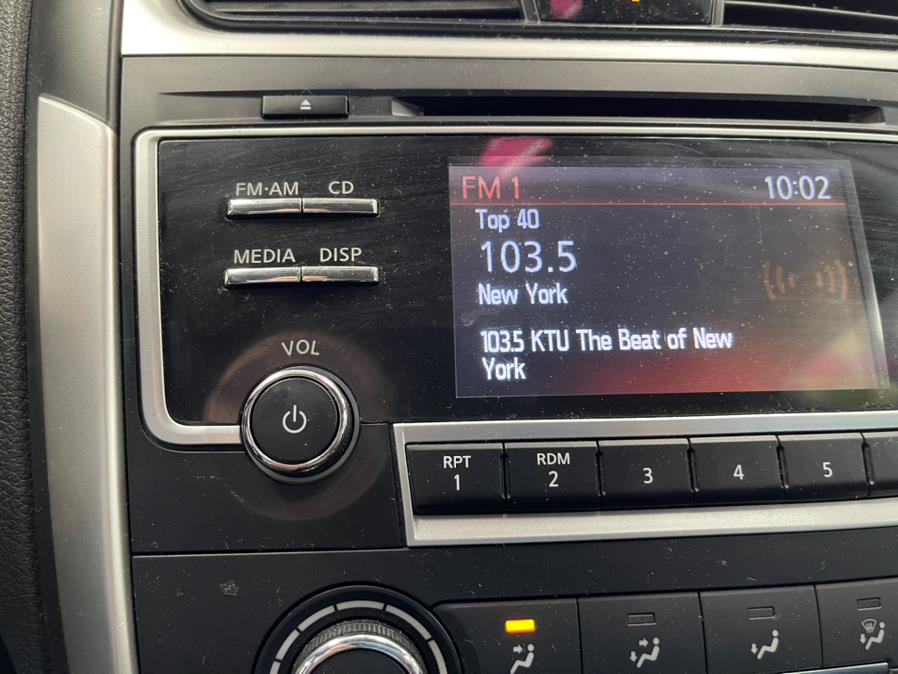 FM·AM CD
MEDIA DISP
VOL
FM 1 10:02
Top 40
103.5
New York
103.5 KTU The Beat of New
York
RPT RDM
1 2 3 4 5